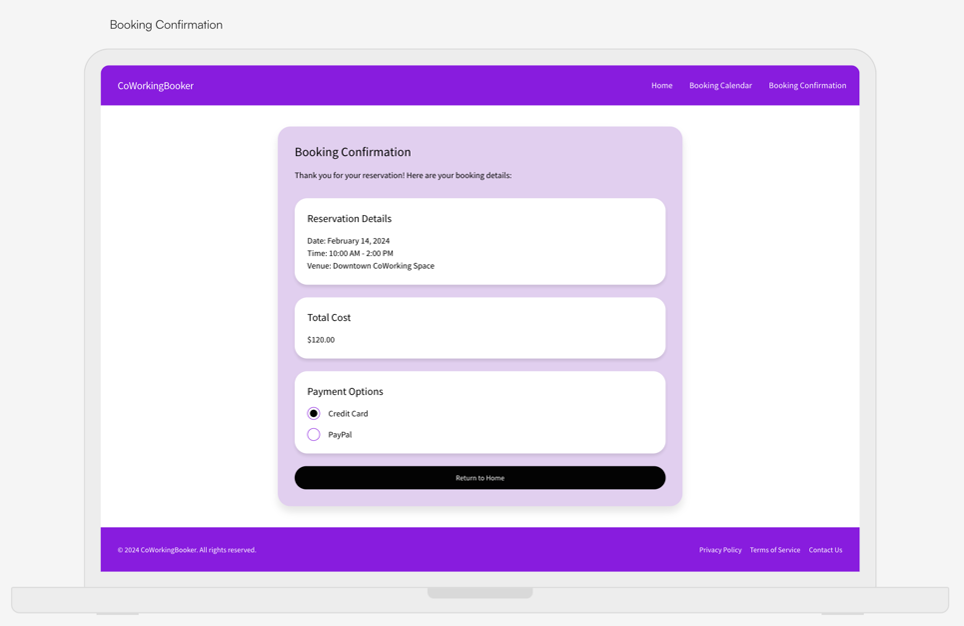 Booking Confirmation
CoWorkingBooker
Home Booking Calendar Booking Confirmation
Booking Confirmation
Thank you for your reservation! Here are your booking details:
Reservation Details
Date: February 14, 2024
Time: 10:00 AM - 2:00 PM
Venue: Downtown CoWorking Space
Total Cost
$120.00
Payment Options
Credit Card
PayPal
Return to Home
© 2024 CoWorkingBooker. All rights reserved. Privacy Policy Terms of Service Contact Us